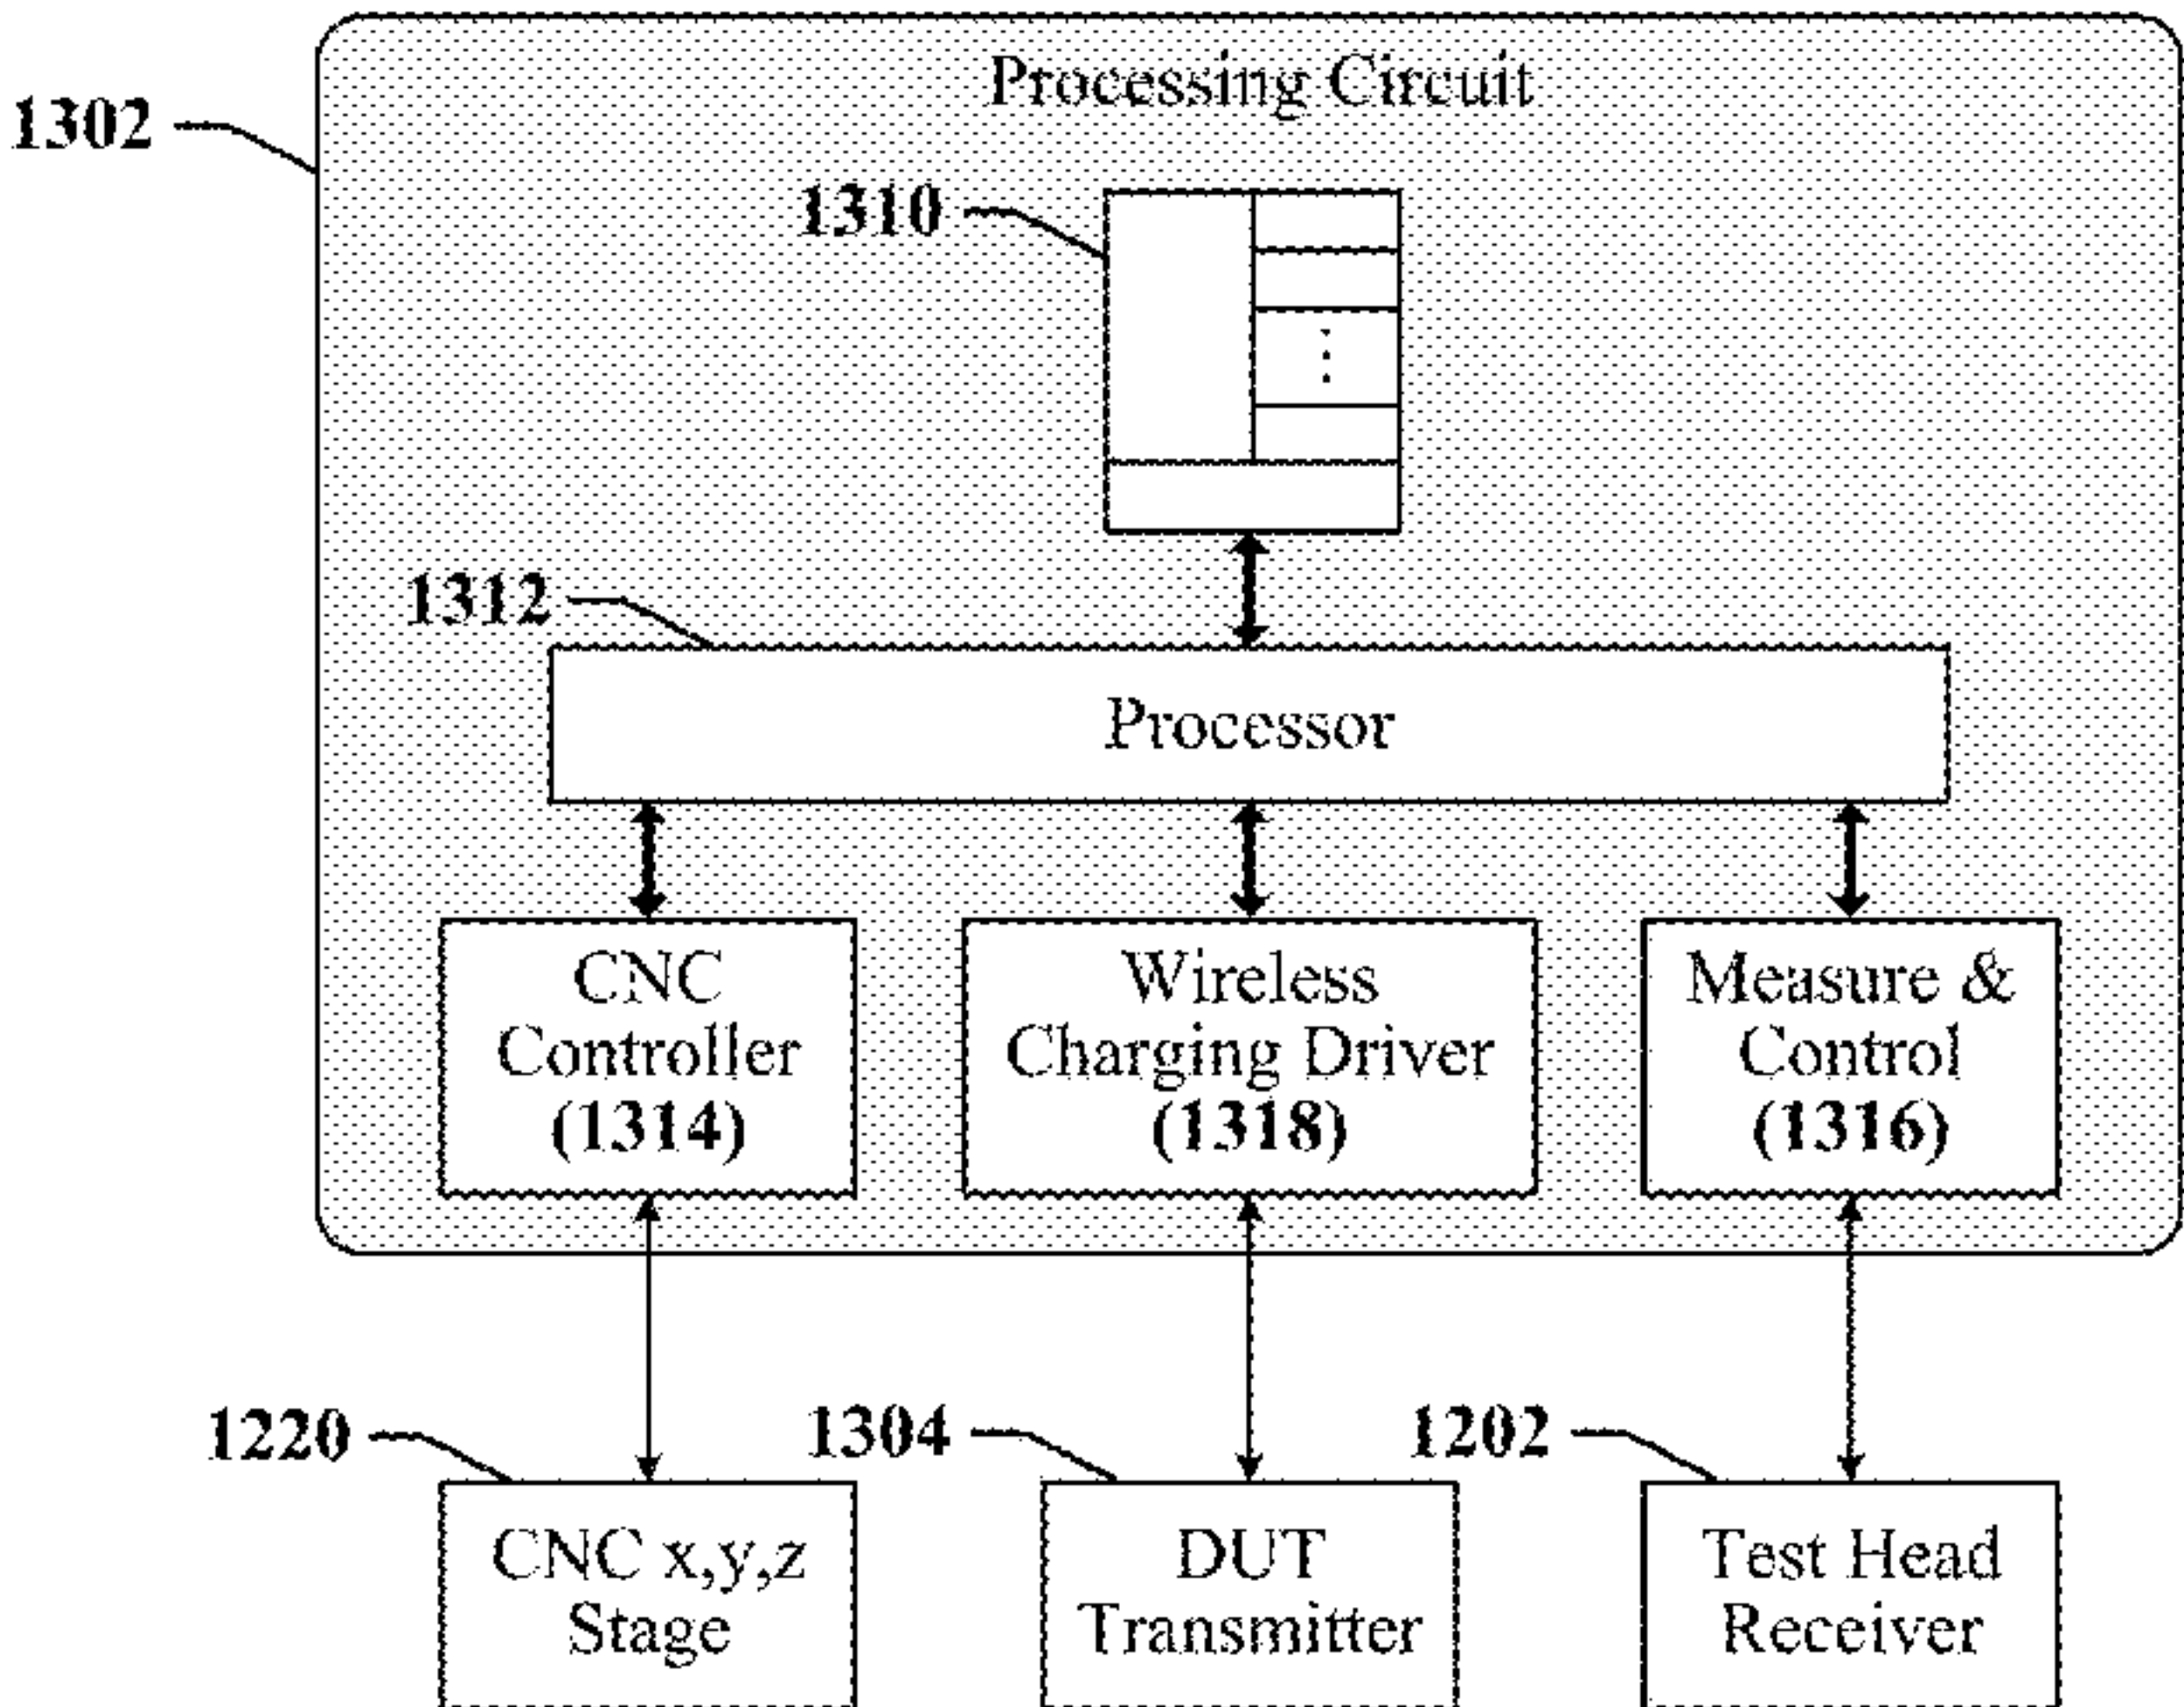 Processing Circuit
1302
1310
1312
Processor
CNC
Controller
(1314)
Wireless
Charging Driver
(1318)
Measure &
Control
(1316)
1220
1304
1202
CNC x,y,z
Stage
DUT
Transmitter
Test Head
Receiver